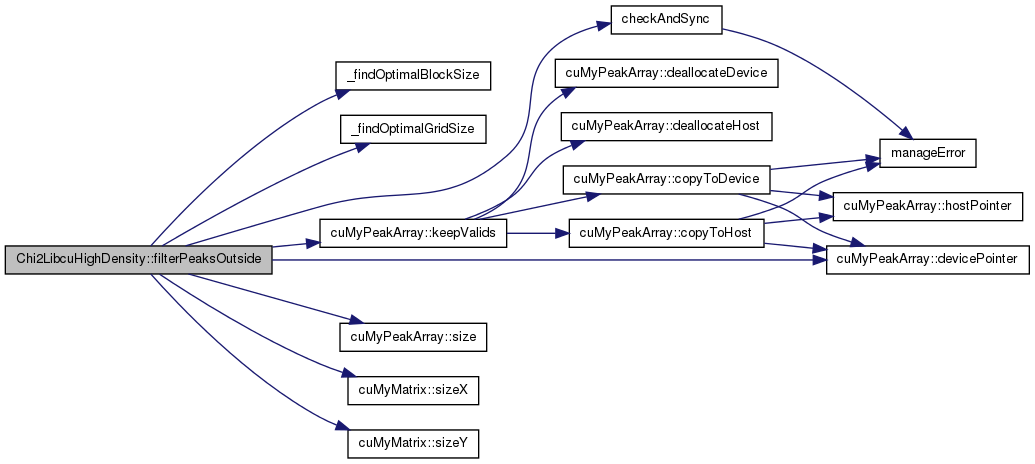 checkAndSync
cuMyPeakArray::deallocateDevice
_findOptimalBlockSize
cuMyPeakArray::deallocateHost
_findOptimalGridSize
manageError
cuMyPeakArray::copyToDevice
cuMyPeakArray::hostPointer
cuMyPeakArray::keepValids
cuMyPeakArray::copyToHost
Chi2LibcuHighDensity::filterPeaksOutside
cuMyPeakArray::devicePointer
cuMyPeakArray::size
cuMyMatrix::sizeX
cuMyMatrix::sizeY